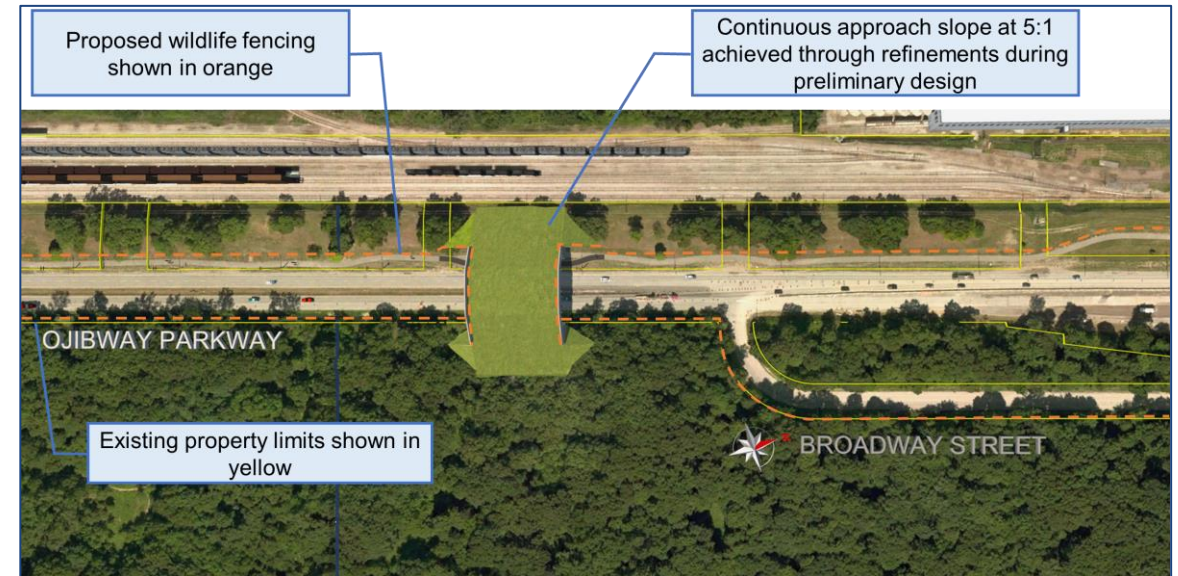 Proposed wildlife fencing
shown in orange
Continuous approach slope at 5:1
achieved through refinements during
preliminary design
OJIBWAY PARKWAY
Existing property limits shown in
yellow
BROADWAY STREET